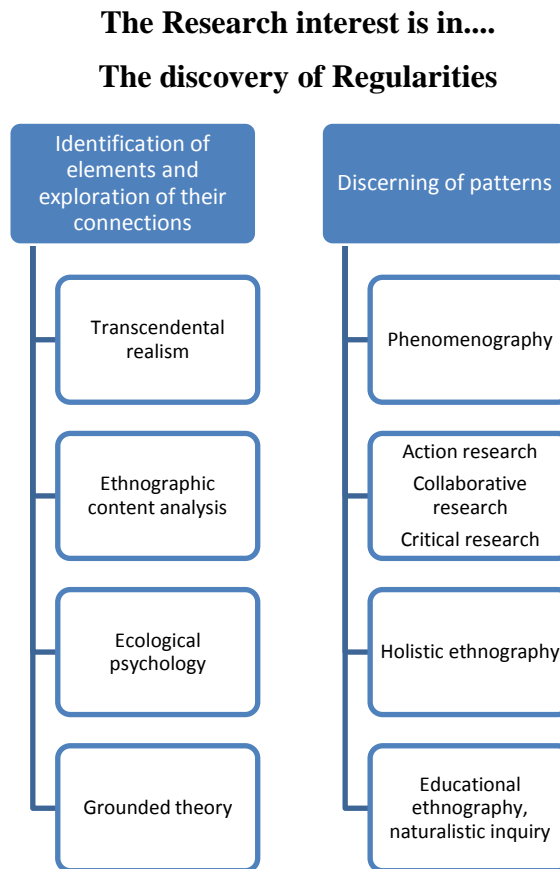 The Research interest is in....
The discovery of Regularities
Identification of
elements and
exploration of their
connections
Transcendental
realism
Ethnographic
content analysis
Ecological
psychology
Grounded theory
Discerning of patterns
Phenomenography
Action research
Collaborative
research
Critical research
Holistic ethnography
Educational
ethnography,
naturalistic inquiry